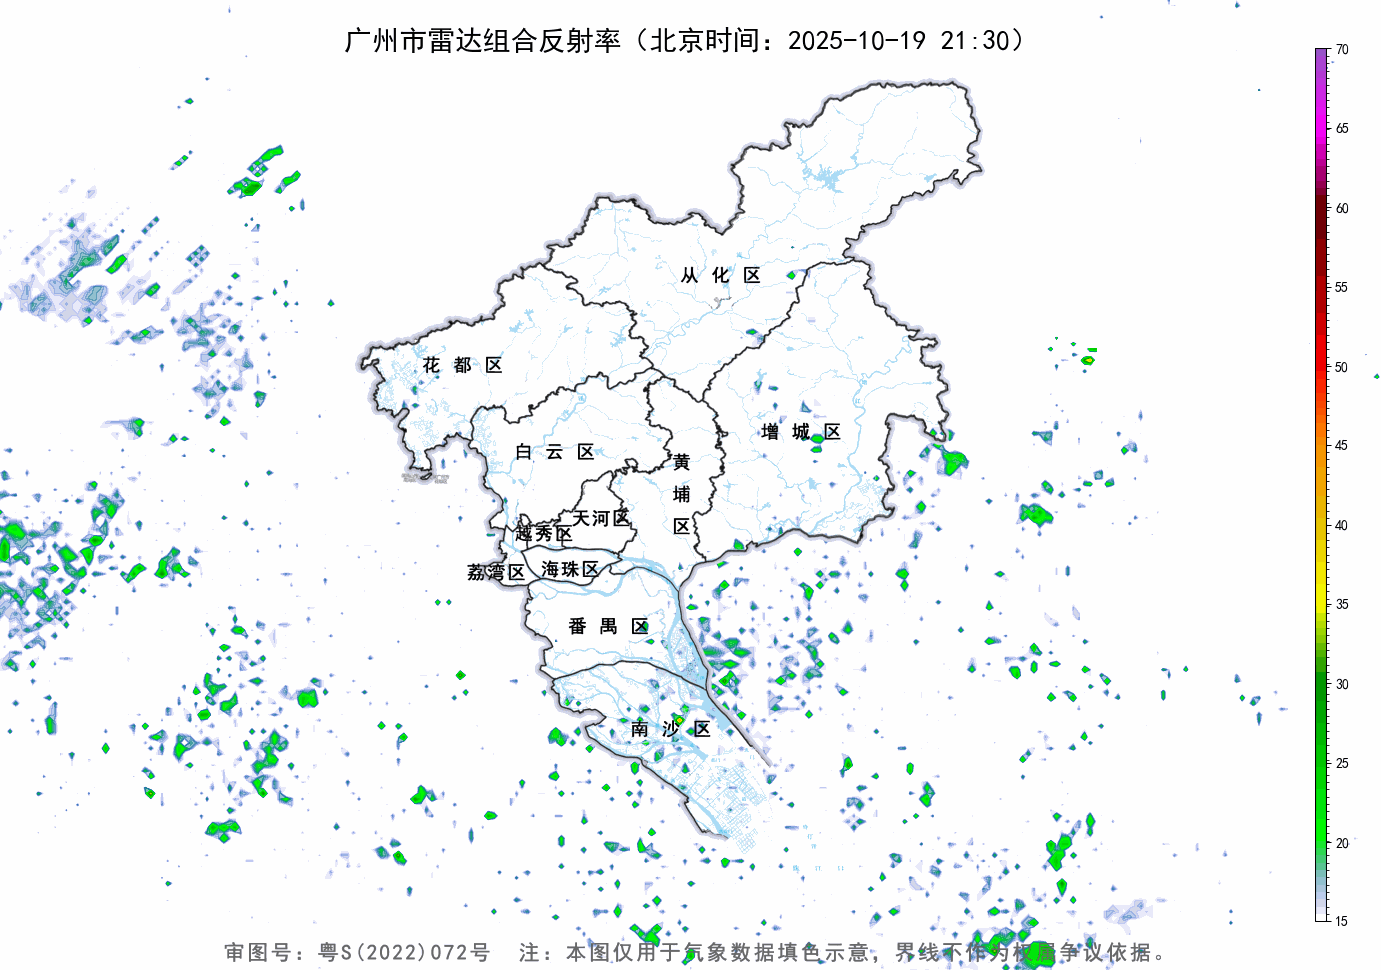 广州市雷达组合反射率（北京时间：2025-10-19 21:30）
70
65
60
55
50
45
40
35
30
25
20
15
从化区
花都区
增城区
白云区
黄埔区
天河区
越秀区
荔湾区
海珠区
番禺区
南沙区
审图号：粤S(2022)072号 注：本图仅用于气象数据填色示意，界线不作为权属争议依据。